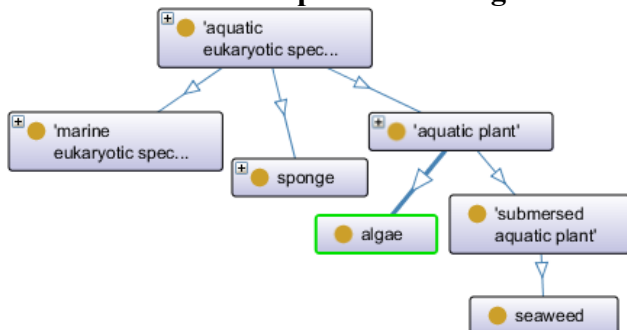 'aquatic
eukaryotic spec...
'marine
eukaryotic spec...
sponge
'aquatic plant'
algae
'submersed
aquatic plant'
seaweed